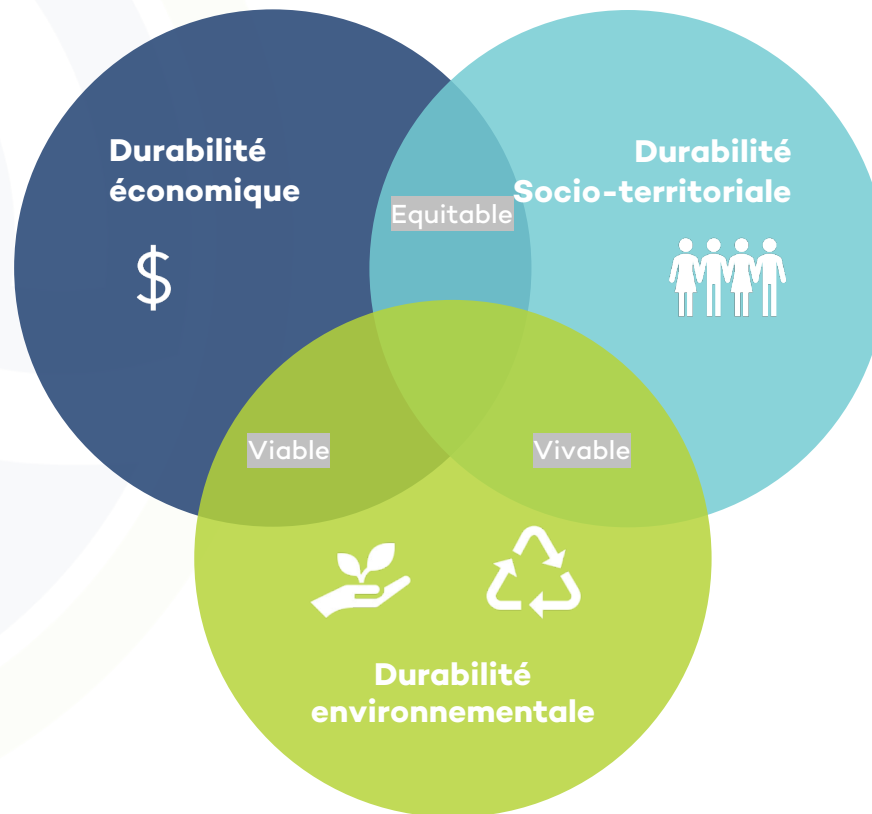 Durabilité
économique
Durabilité
Socio-territoriale
Equitable
$
Viable
Vivable
Durabilité
environnementale